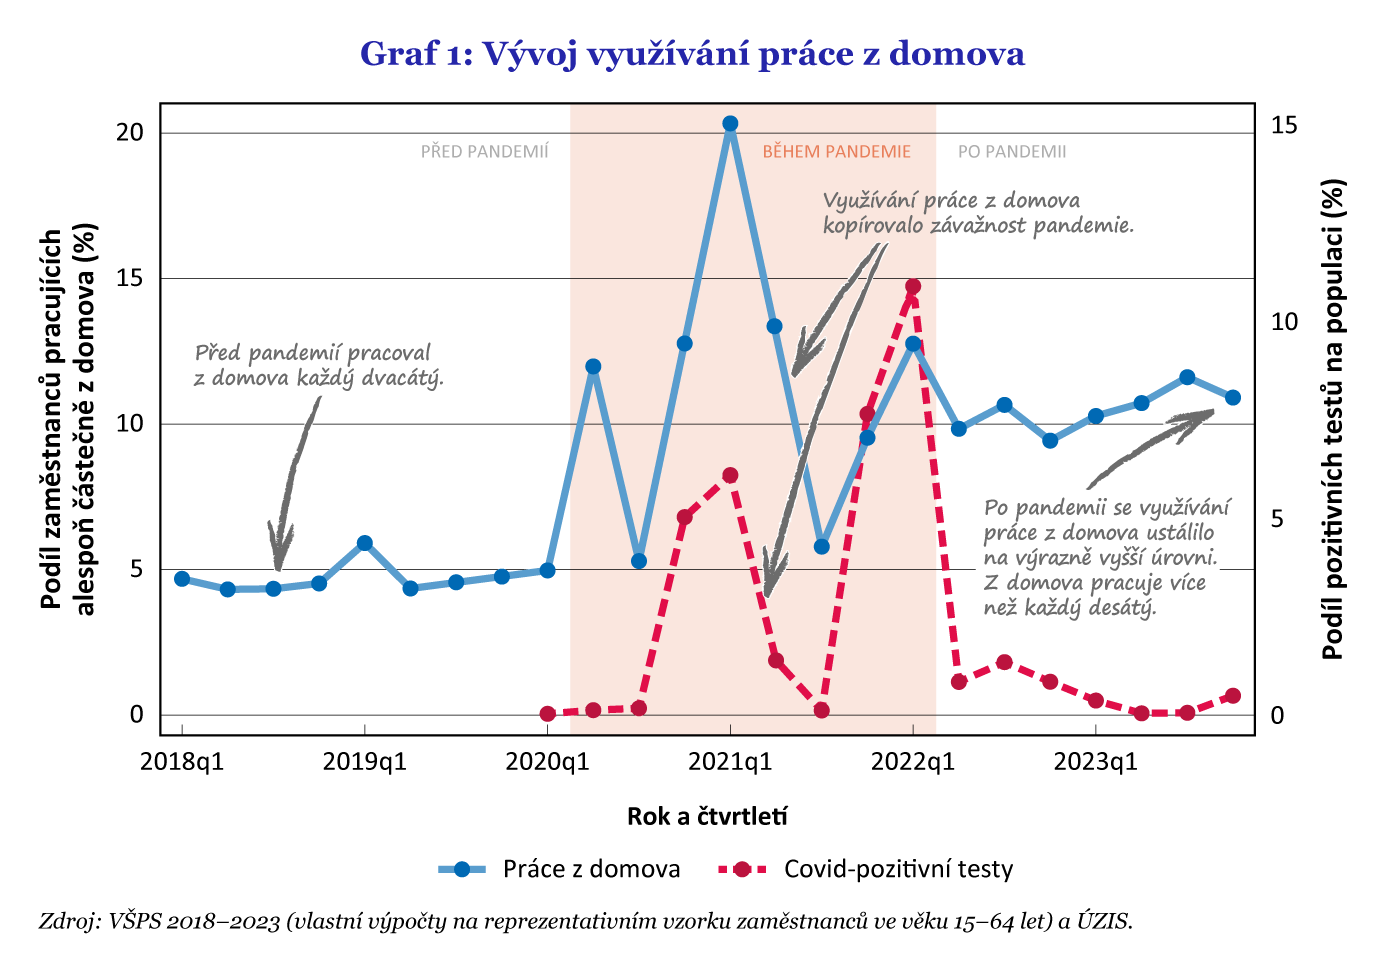 Graf 1: Vývoj využívání práce z domova
Podíl zaměstnanců pracujících
alespoň částečně z domova (%)
20
15
10
5
0
PŘED PANDEMIÍ
BĚHEM PANDEMIE
PO PANDEMII
Využívání práce z domova
kopírovalo závažnost pandemie.
Před pandemií pracoval
z domova každý dvacátý.
Po pandemii se využívání
práce z domova ustálilo
na výrazně vyšší úrovni.
Z domova pracuje více
než každý desátý.
15
10
5
0
Podíl pozitivních testů na populaci (%)
2018q1
2019q1
2020q1
2021q1
2022q1
2023q1
Rok a čtvrtletí
Práce z domova
Covid-pozitivní testy
Zdroj: VŠPS 2018–2023 (vlastní výpočty na reprezentativním vzorku zaměstnanců ve věku 15–64 let) a ÚZIS.